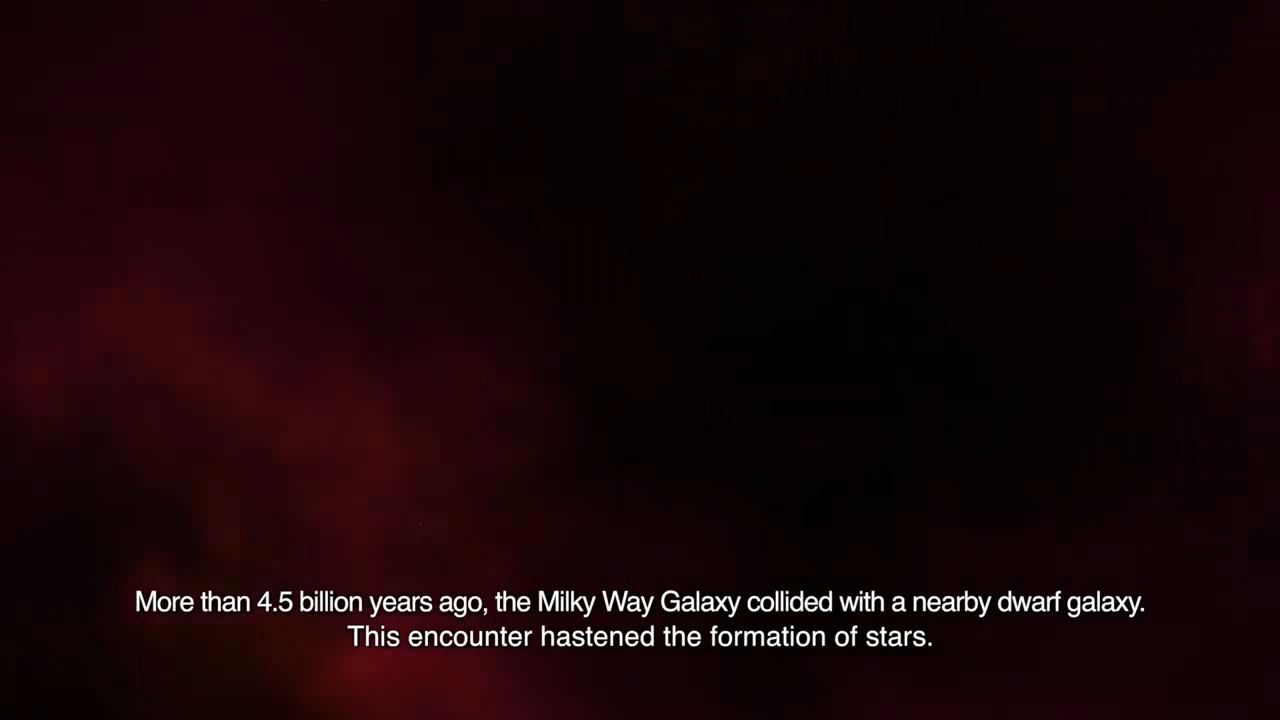 More than 4.5 billion years ago, the Milky Way Galaxy collided with a nearby dwarf galaxy.
This encounter hastened the formation of stars.